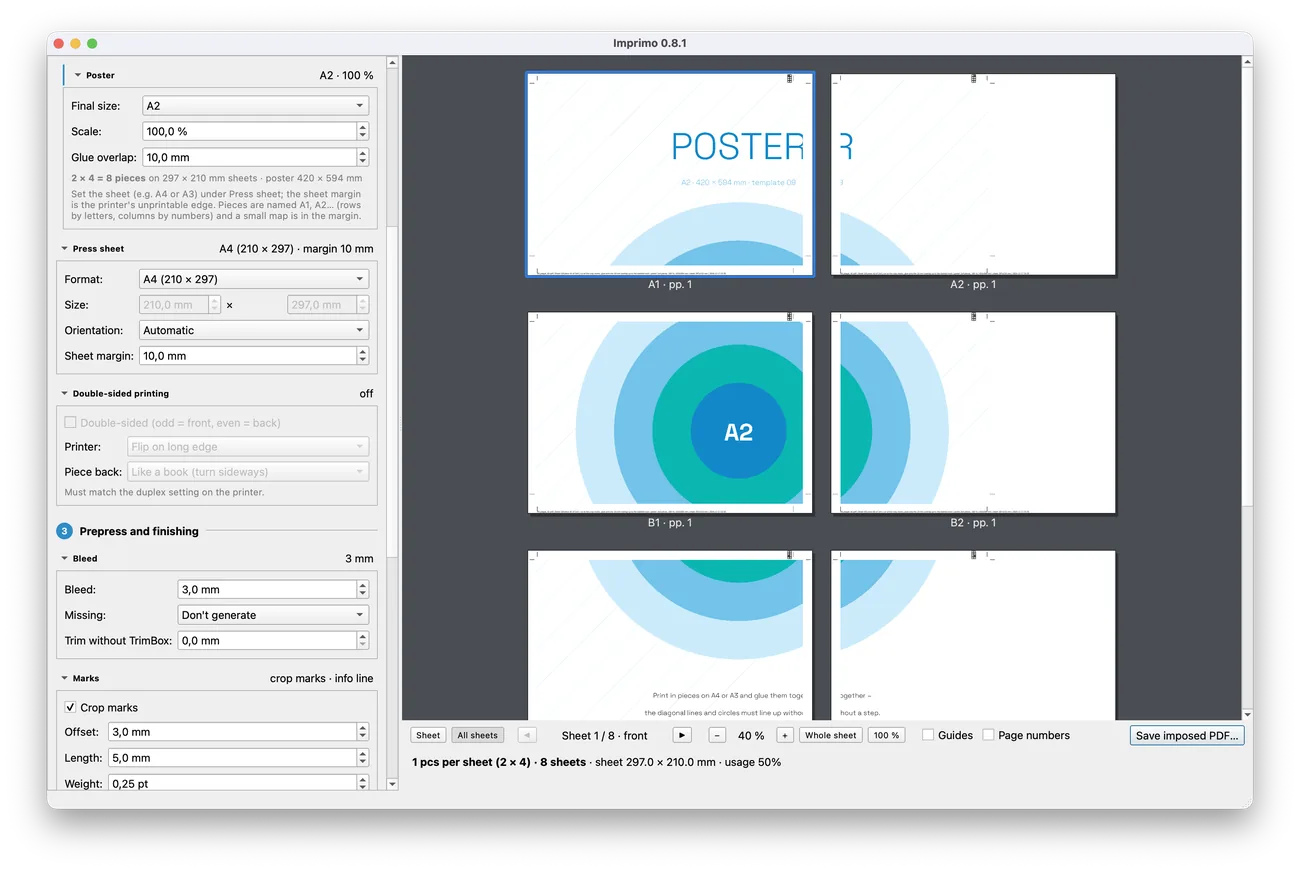 Imprimo 0.8.1
Poster A2 · 100 %
Final size: A2
Scale: 100,0 %
Glue overlap: 10,0 mm
2 × 4 = 8 pieces on 297 × 210 mm sheets · poster 420 × 594 mm
Set the sheet (e.g. A4 or A3) under Press sheet; the sheet margin
is the printer's unprintable edge. Pieces are named A1, A2... (rows
by letters, columns by numbers) and a small map is in the margin.
Press sheet A4 (210 × 297) · margin 10 mm
Format: A4 (210 × 297)
Size: 210,0 mm × 297,0 mm
Orientation: Automatic
Sheet margin: 10,0 mm
Double-sided printing off
Double-sided (odd = front, even = back)
Printer: Flip on long edge
Piece back: Like a book (turn sideways)
Must match the duplex setting on the printer.
3 Prepress and finishing
Bleed 3 mm
Bleed: 3,0 mm
Missing: Don't generate
Trim without TrimBox: 0,0 mm
Marks crop marks · info line
Crop marks
Offset: 3,0 mm
Length: 5,0 mm
Weight: 0,25 pt
POSTER R
A2 · 420 × 594 mm · template 08
A1 · pp. 1 A2 · pp. 1
A2
B1 · pp. 1 B2 · pp. 1
Print in pieces on A4 or A3 and glue them toge ogether –
the diagonal lines and circles must line up witho hout a step.
Sheet All sheets Sheet 1 / 8 · front 40 % Whole sheet 100 % Guides Page numbers Save imposed PDF...
1 pcs per sheet (2 × 4) · 8 sheets · sheet 297.0 × 210.0 mm · usage 50%